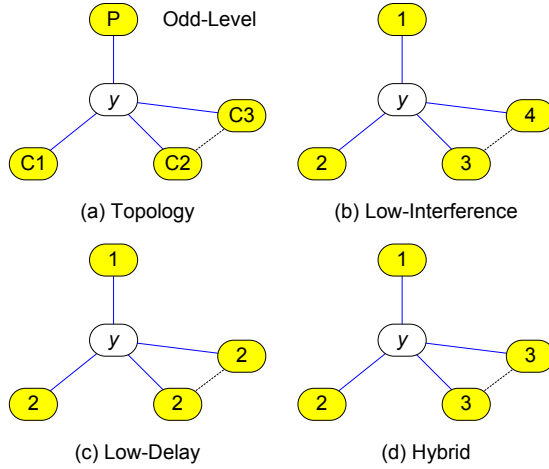 P Odd-Level
y
C3
C1 C2
(a) Topology
1
y
4
2 3
(b) Low-Interference
1
y
2
2 2
(c) Low-Delay
1
y
3
2 3
(d) Hybrid